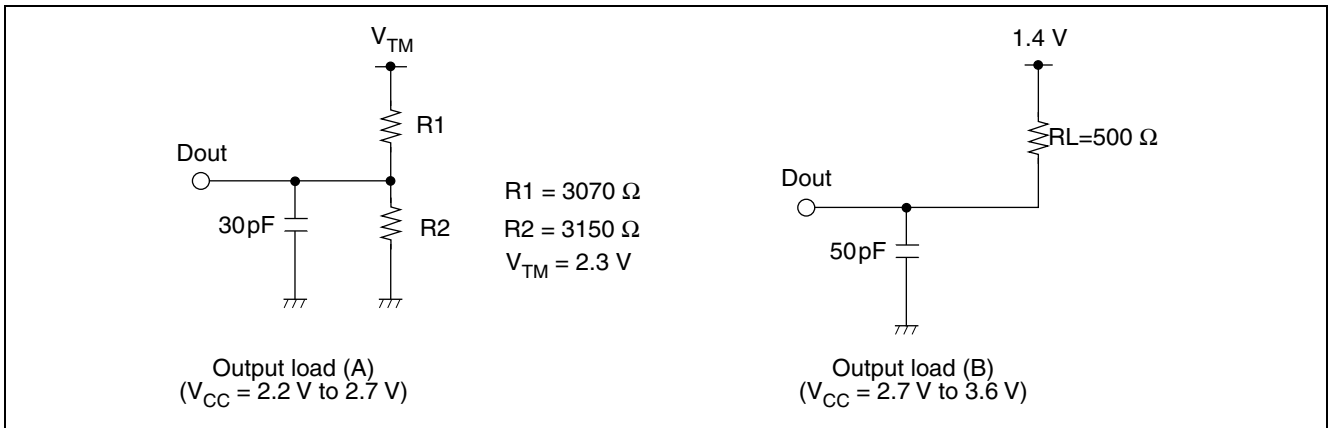 V_TM
R1
Dout
30pF
R2
R1 = 3070 Ω
R2 = 3150 Ω
V_TM = 2.3 V
Output load (A)
(V_CC = 2.2 V to 2.7 V)
1.4 V
RL=500 Ω
Dout
50pF
Output load (B)
(V_CC = 2.7 V to 3.6 V)